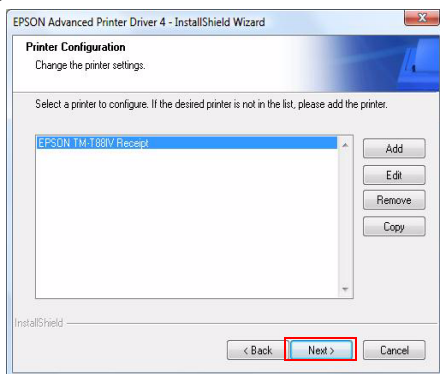 EPSON Advanced Printer Driver 4 - InstallShield Wizard
Printer Configuration
Change the printer settings.
Select a printer to configure. If the desired printer is not in the list, please add the printer.
EPSON TM-T88IV Receipt
Add
Edit
Remove
Copy
InstallShield
< Back
Next >
Cancel